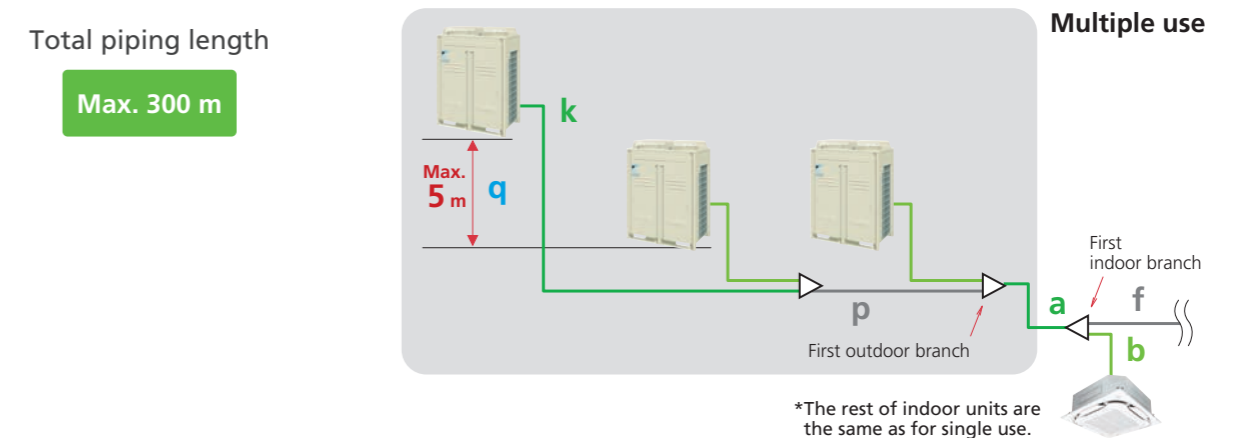 Total piping length
Max. 300 m
Multiple use
k
Max.
5 m
q
First
indoor branch
a
f
p
b
First outdoor branch
*The rest of indoor units are
the same as for single use.